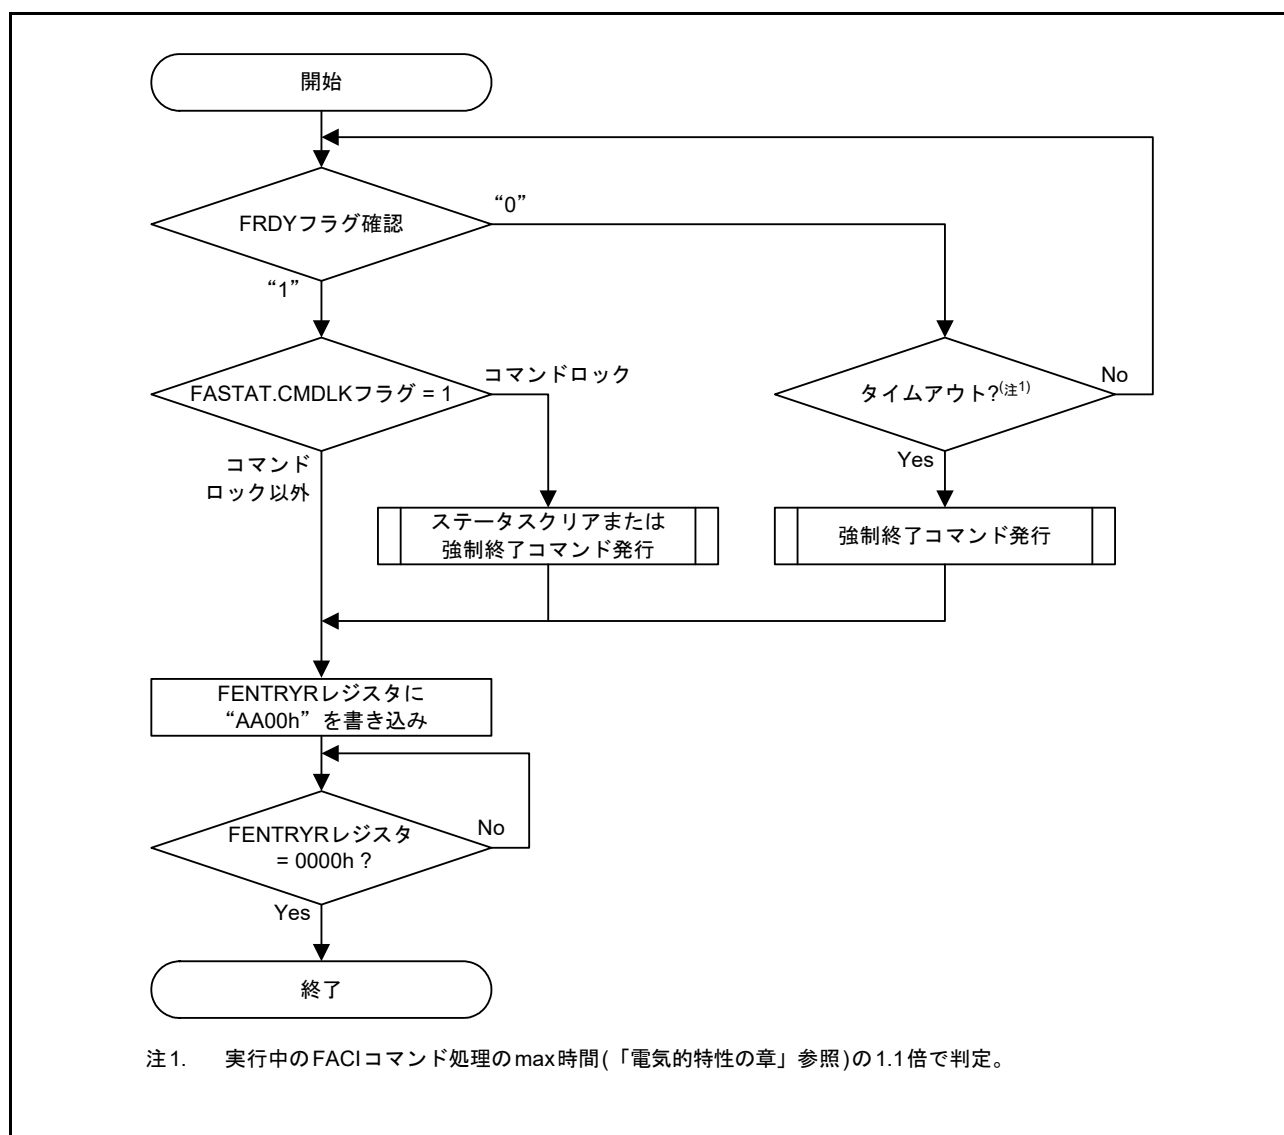 開始
FRDYフラグ確認
“0”
“1”
FASTAT.CMDLKフラグ = 1
コマンドロック
タイムアウト?(注1)
No
コマンド
ロック以外
Yes
ステータスクリアまたは
強制終了コマンド発行
強制終了コマンド発行
FENTRYRレジスタに
“AA00h”を書き込み
FENTRYRレジスタ
= 0000h ?
No
Yes
終了
注1. 実行中のFACIコマンド処理のmax時間(「電気的特性の章」参照)の1.1倍で判定。